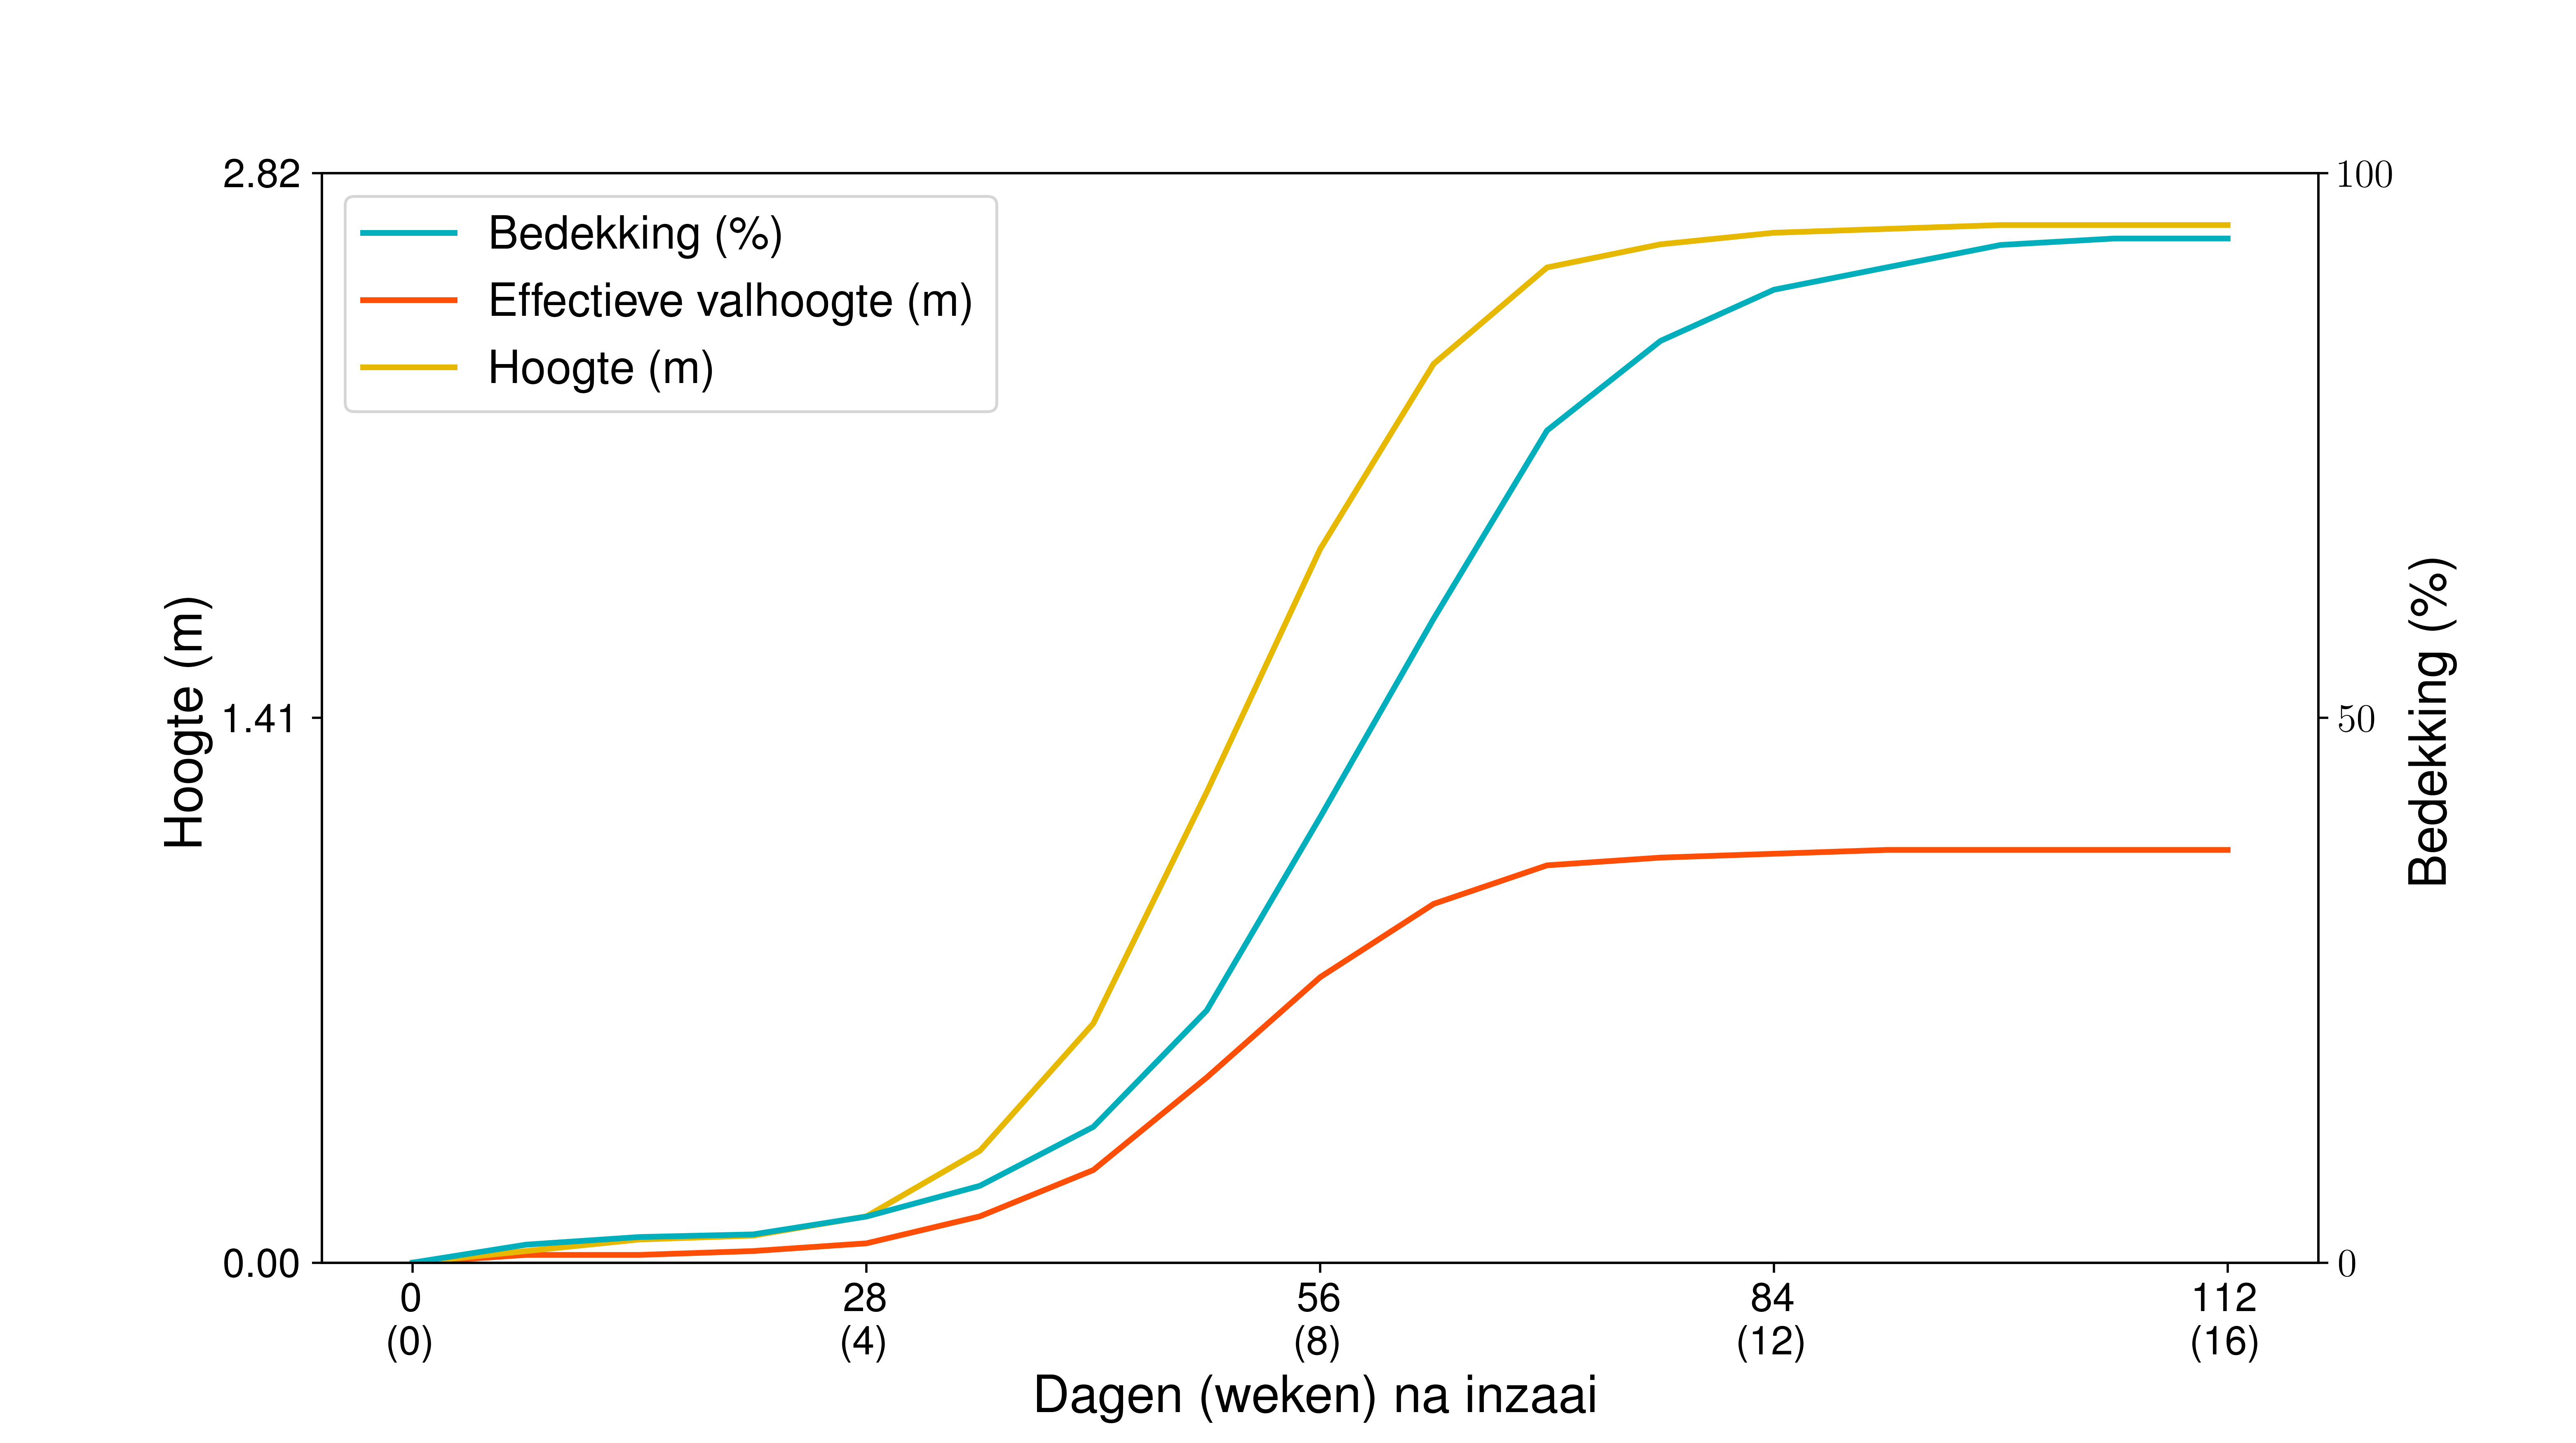 2.82
1.41
0.00
Hoogte (m)
Bedekking (%)
Effectieve valhoogte (m)
Hoogte (m)
100
50
0
Bedekking (%)
0 28 56 84 112
(0) (4) (8) (12) (16)
Dagen (weken) na inzaai